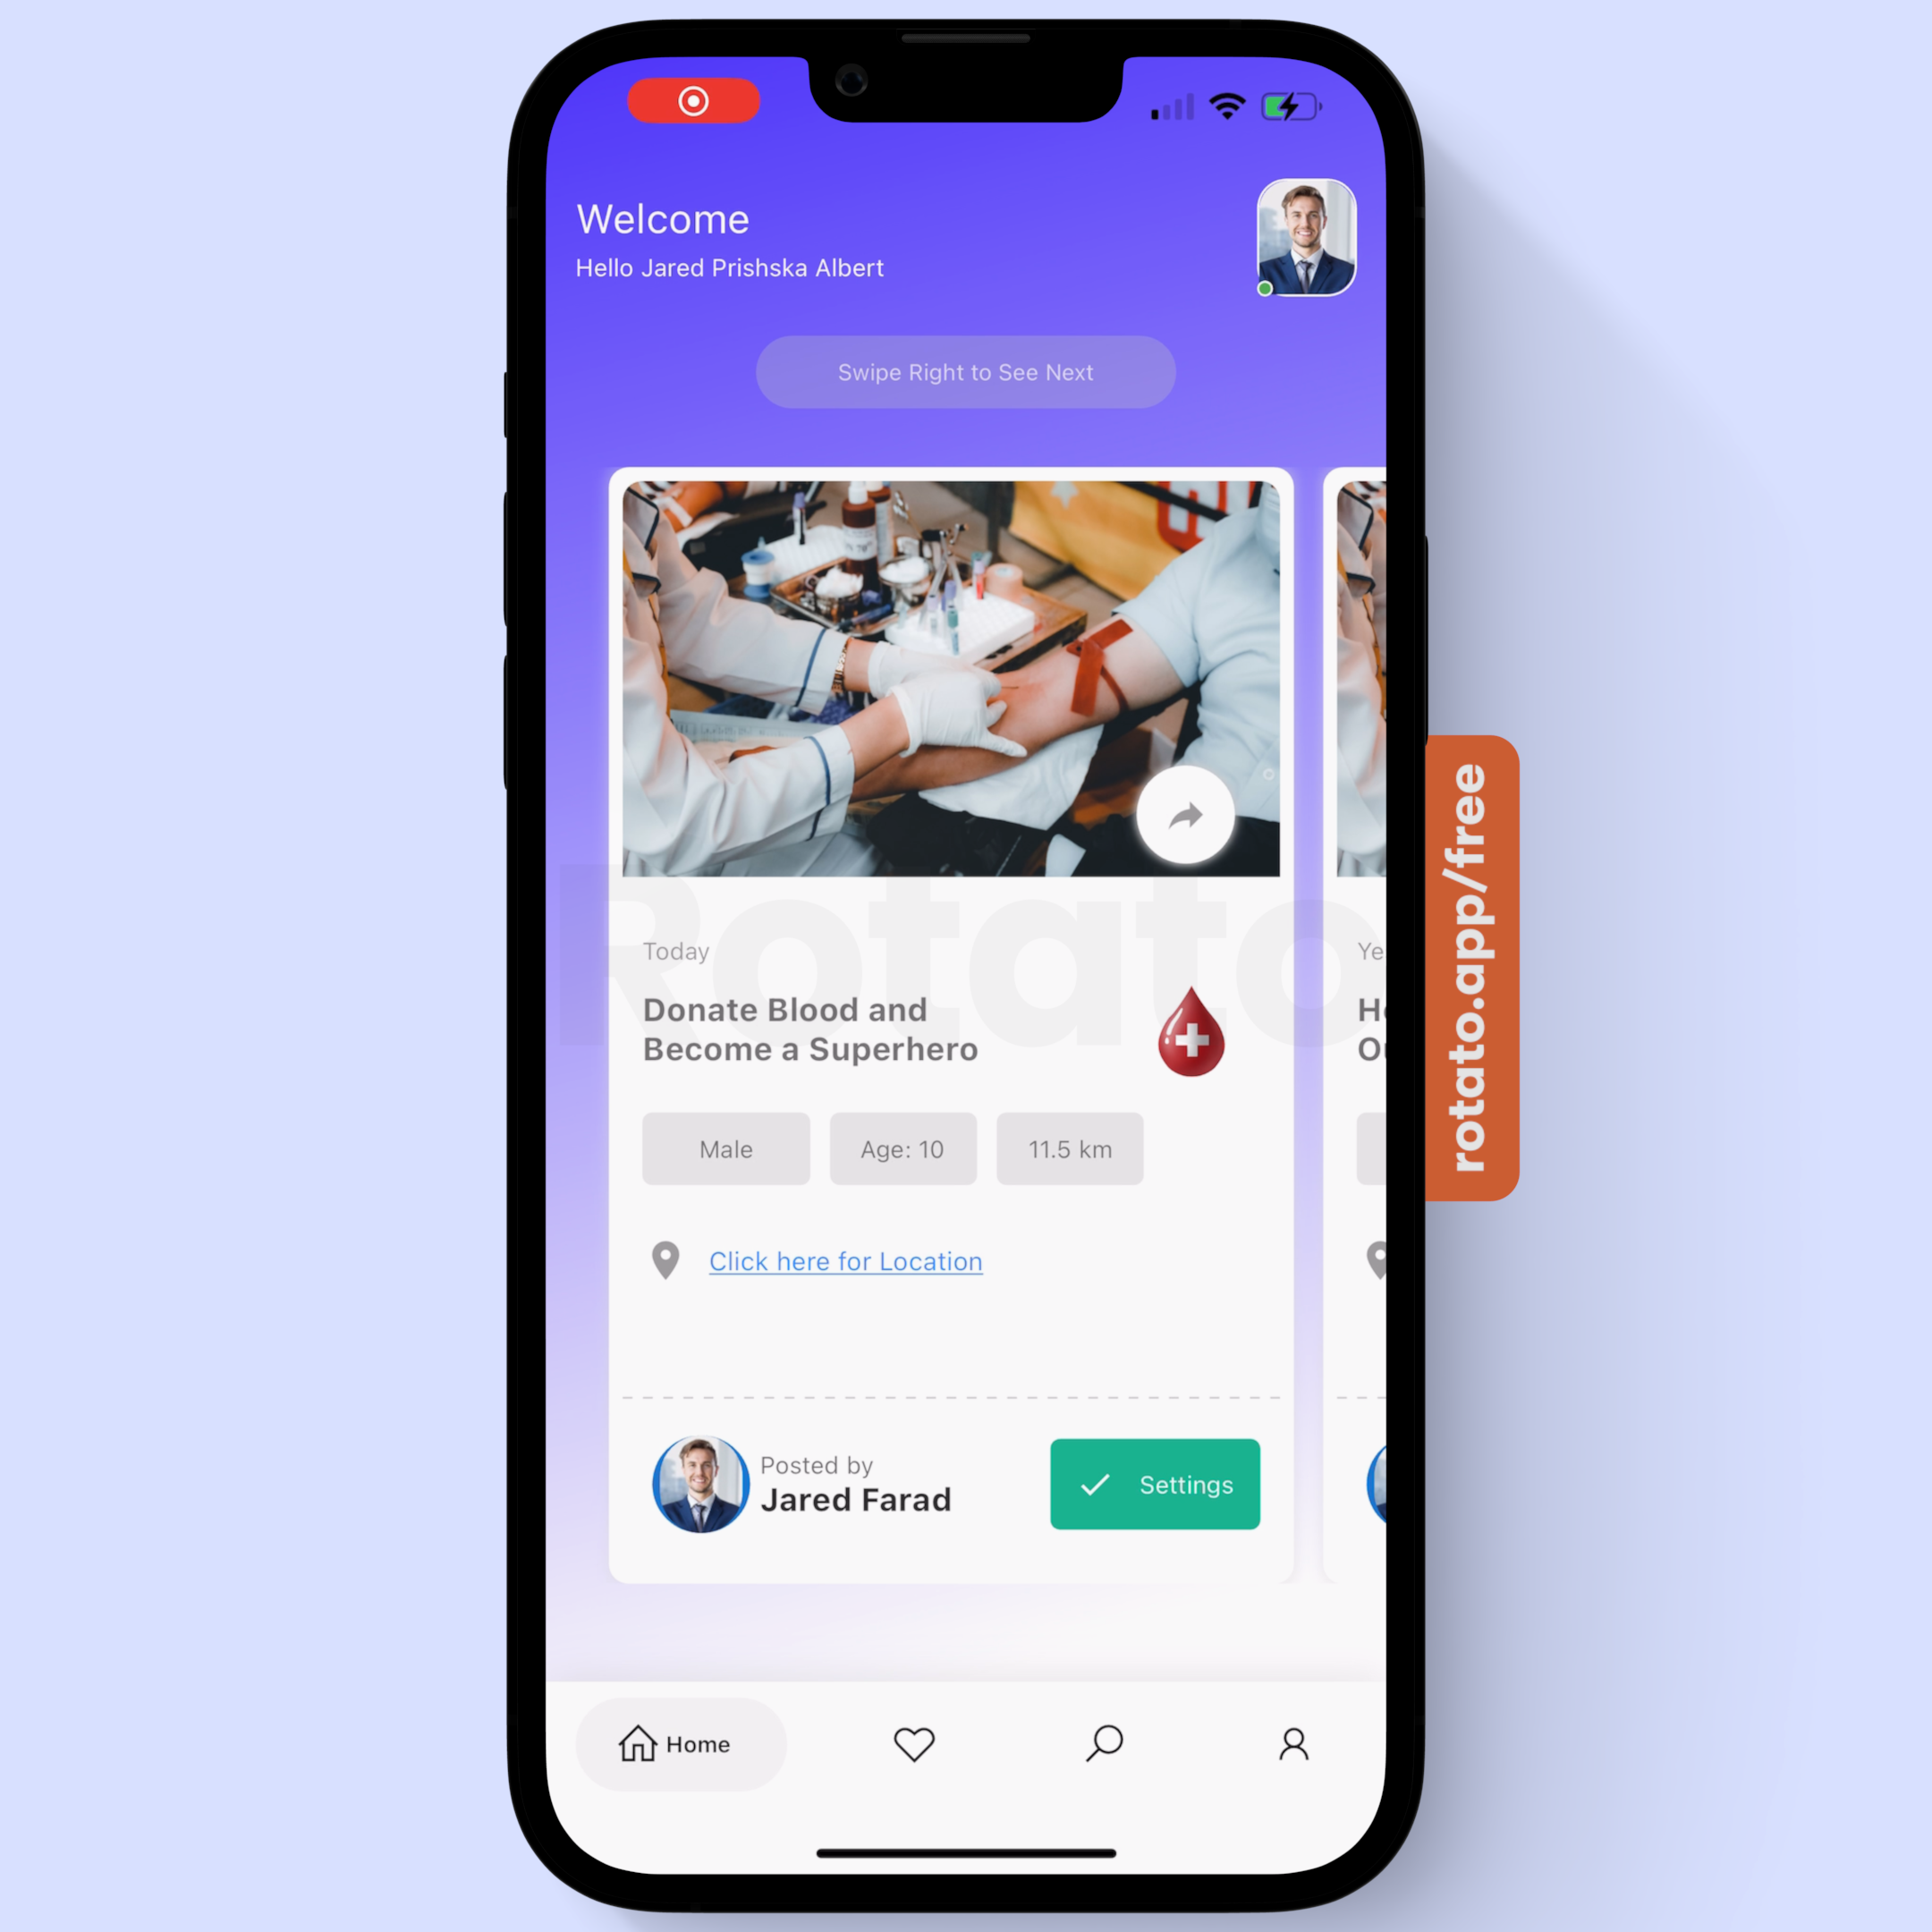 Welcome
Hello Jared Prishska Albert
Swipe Right to See Next
Rotato
Today
Donate Blood and
Become a Superhero
Male
Age: 10
11.5 km
Click here for Location
Posted by
Jared Farad
Settings
Ye
Home
rotato.app/free